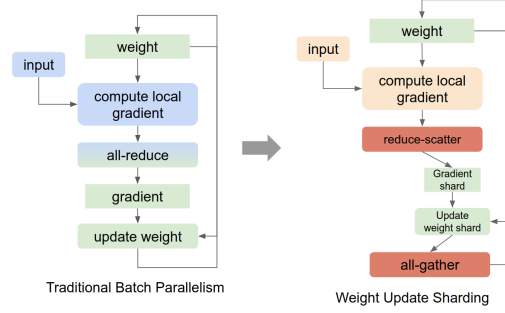 weight
input
compute local
gradient
all-reduce
gradient
update weight
Traditional Batch Parallelism
weight
input
compute local
gradient
reduce-scatter
Gradient
shard
Update
weight shard
all-gather
Weight Update Sharding